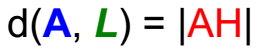 d(A, L) = |AH|